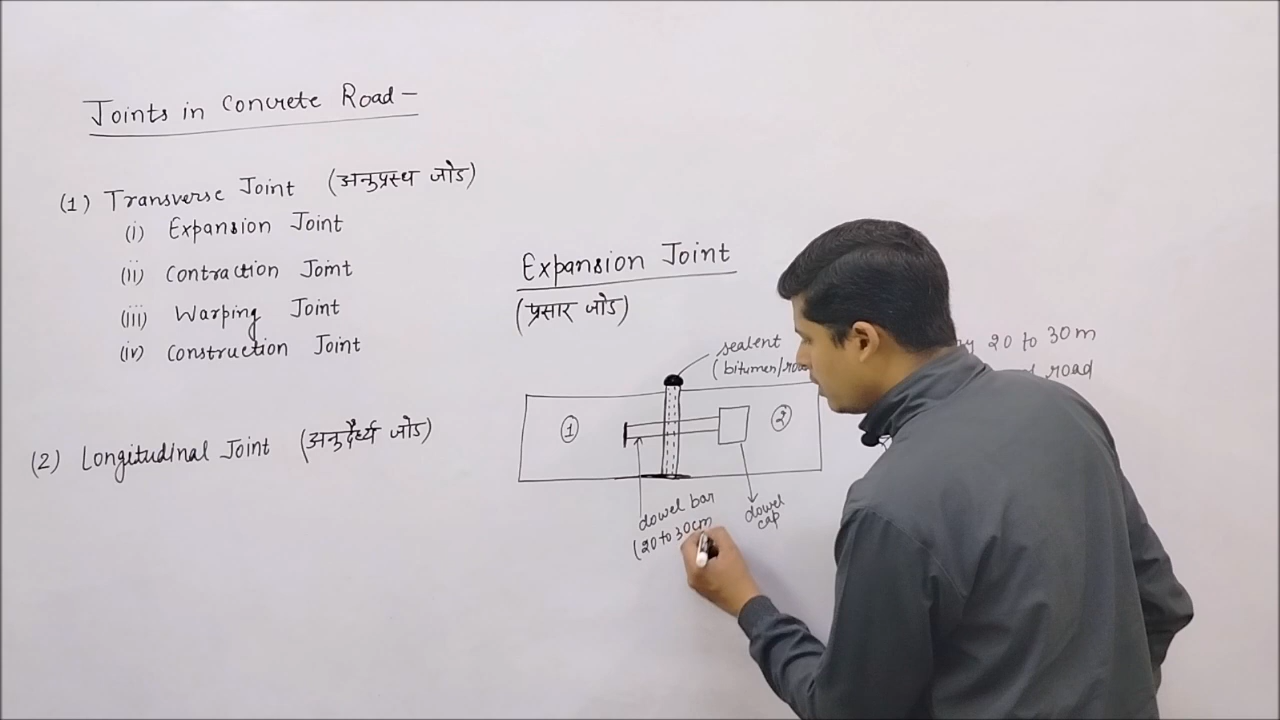 Joints in Concrete Road –
(1) Transverse Joint (अनुप्रस्थ जोड)
(i) Expansion Joint
(ii) Contraction Joint
(iii) Warping Joint
(iv) Construction Joint
(2) Longitudinal Joint (अनुदैर्ध्य जोड)
Expansion Joint
(प्रसार जोड)
sealent
(bitumen/
20 to 30m
road
1
2
dowel bar
(20 to 30cm
dowel
cap